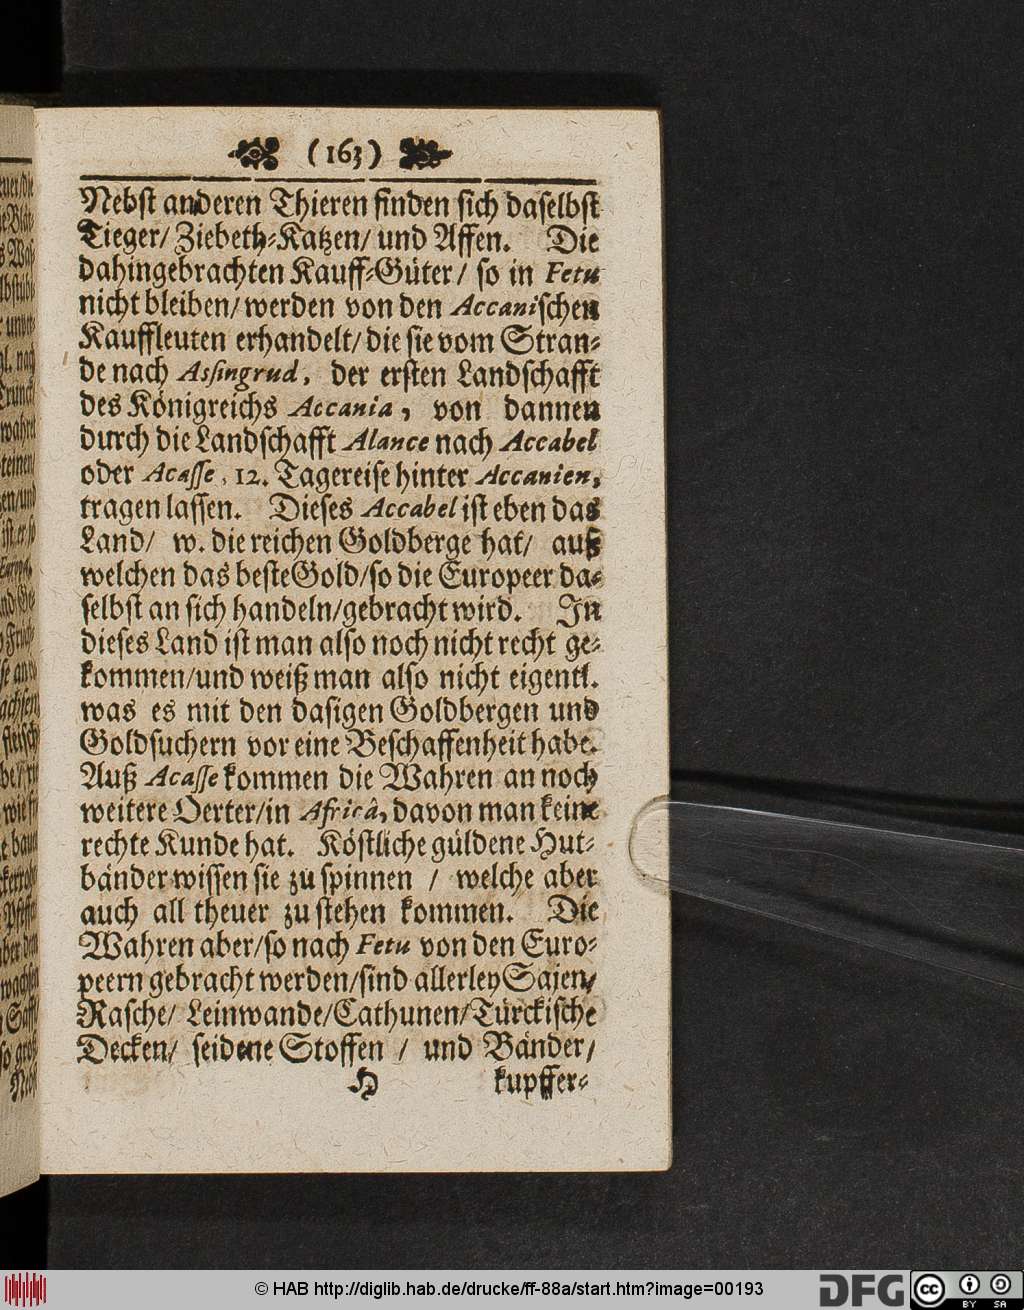 (163)
Nebst anderen Thieren finden sich daselbst
Tieger/ Ziebeth-Katzen/ und Affen. Die
dahingebrachten Kauff-Güter/ so in Fetu
nicht bleiben/ werden von den Accanischen
Kauffleuten erhandelt/ die sie vom Stran-
de nach Assingrud, der ersten Landschafft
des Königreichs Accania, von dannen
durch die Landschafft Alance nach Accabel
oder Acasse, 12. Tagereise hinter Accanien,
tragen lassen. Dieses Accabel ist eben das
Land/ w. die reichen Goldberge hat/ auß
welchen das beste Gold/ so die Europeer da-
selbst an sich handeln/ gebracht wird. In
dieses Land ist man also noch nicht recht ge-
kommen/ und weiß man also nicht eigentl.
was es mit den dasigen Goldbergen und
Goldsuchern vor eine Beschaffenheit habe.
Auß Acasse kommen die Wahren an noch
weitere Oerter/ in Africâ, davon man keine
rechte Kunde hat. Köstliche güldene Hut-
bänder wissen sie zu spinnen / welche aber
auch all theuer zu stehen kommen. Die
Wahren aber/ so nach Fetu von den Euro-
peern gebracht werden/ sind allerley Sajen/
Rasche/ Leinwande/ Cathunen/ Türckische
Decken/ seidene Stoffen / und Bänder/
H kupffer-
© HAB http://diglib.hab.de/drucke/ff-88a/start.htm?image=00193
DFG
cc BY SA